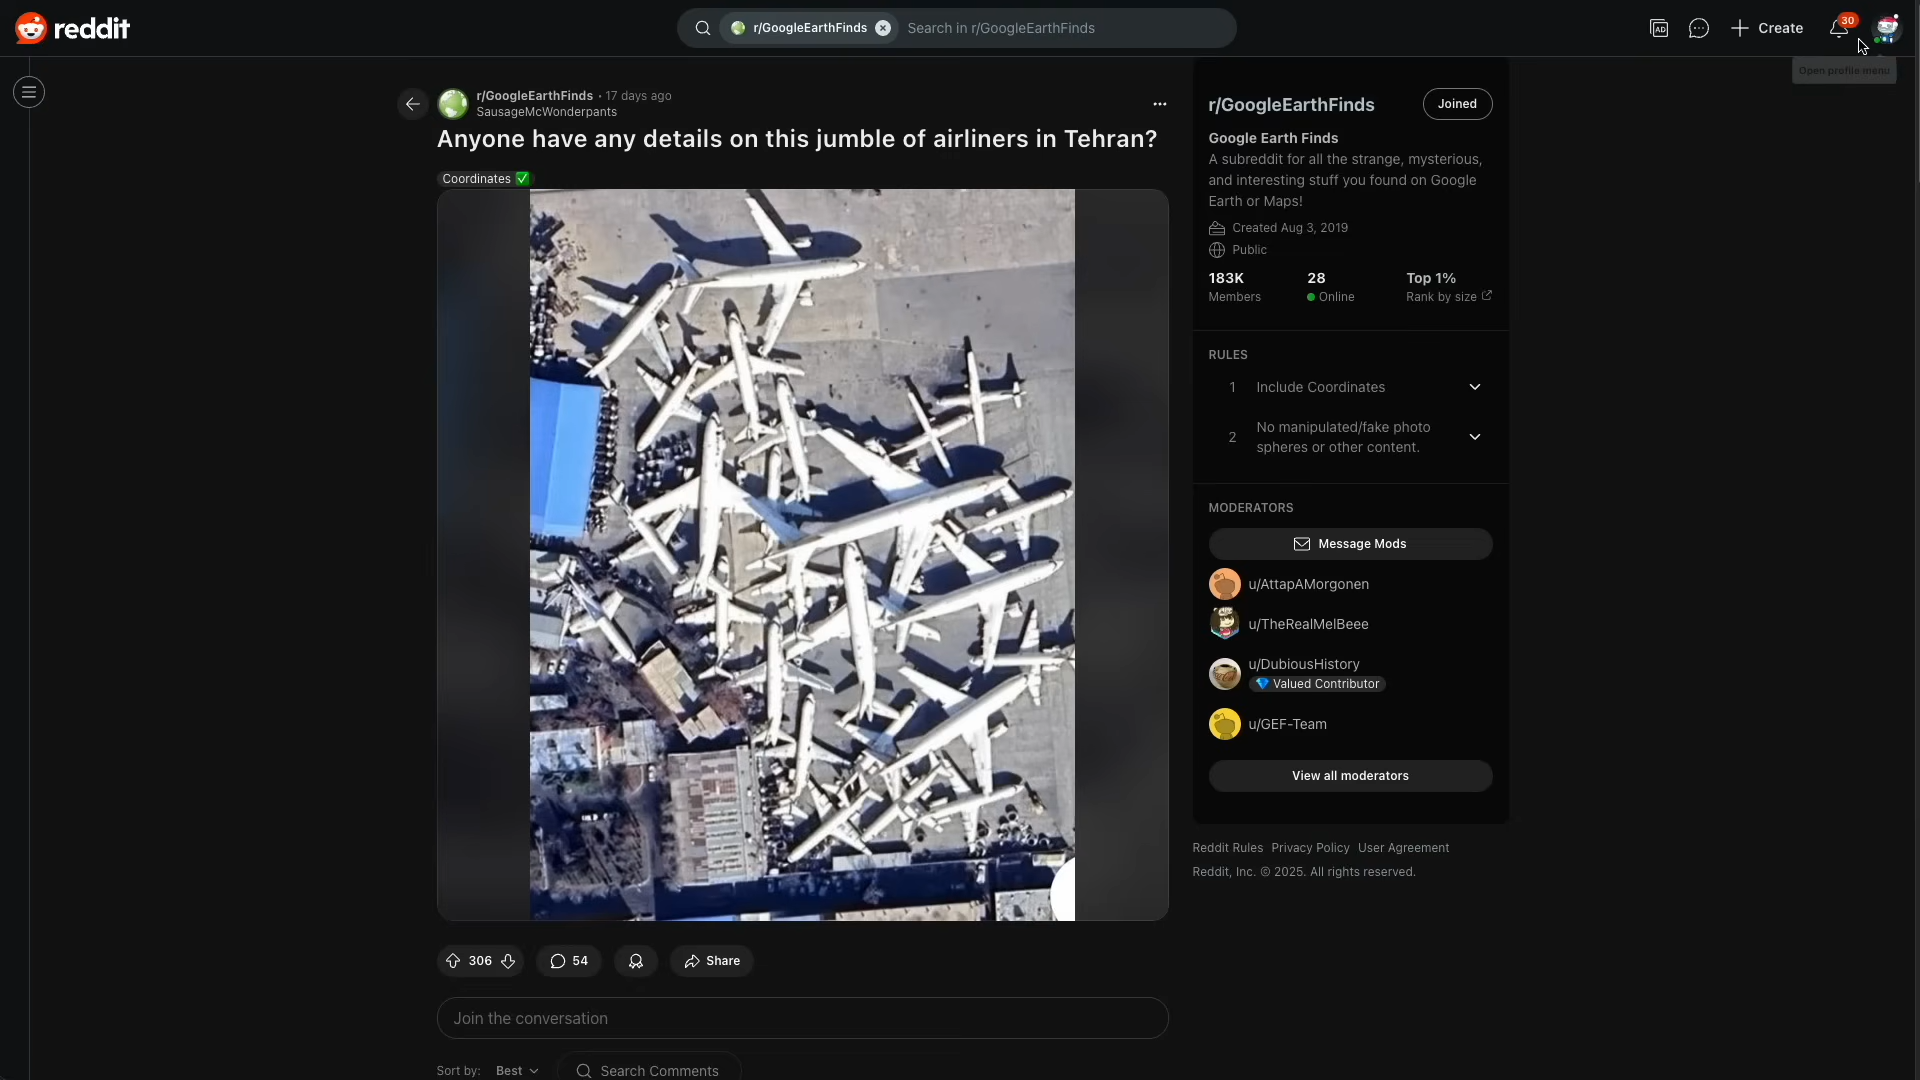 reddit
r/GoogleEarthFinds
Search in r/GoogleEarthFinds
AD
Create
30
Open profile menu
r/GoogleEarthFinds • 17 days ago
SausageMcWonderpants
Anyone have any details on this jumble of airliners in Tehran?
Coordinates ✅
306
54
Share
Join the conversation
Sort by: Best
Search Comments
r/GoogleEarthFinds
Joined
Google Earth Finds
A subreddit for all the strange, mysterious,
and interesting stuff you found on Google
Earth or Maps!
Created Aug 3, 2019
Public
183K 28 Top 1%
Members Online Rank by size
RULES
1 Include Coordinates
2 No manipulated/fake photo
spheres or other content.
MODERATORS
Message Mods
u/AttapAMorgonen
u/TheRealMelBeee
u/DubiousHistory
💎 Valued Contributor
u/GEF-Team
View all moderators
Reddit Rules Privacy Policy User Agreement
Reddit, Inc. © 2025. All rights reserved.